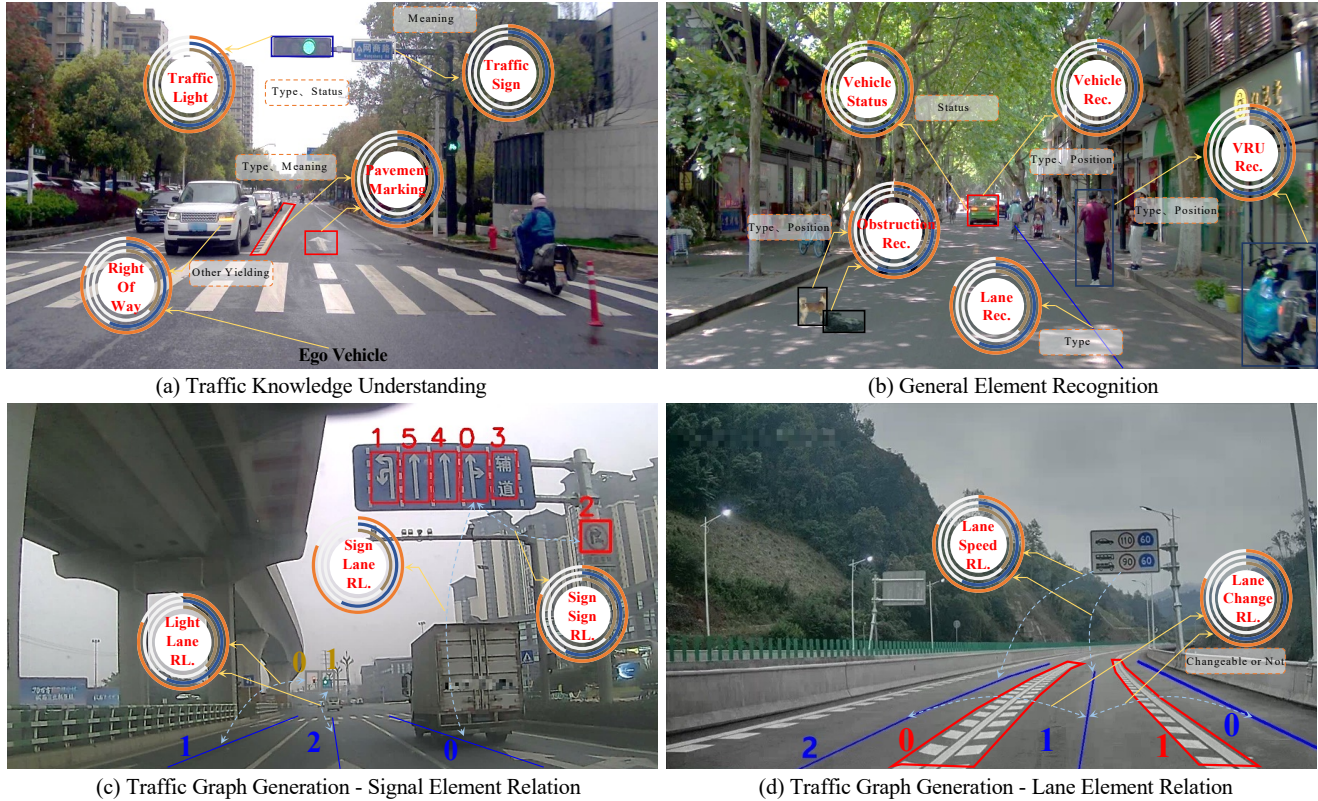 Meaning
Traffic
Light
Traffic
Sign
网商路
Type、Status
Type、Meaning
Pavement
Marking
Right
Of
Way
Other Yielding
Ego Vehicle
(a) Traffic Knowledge Understanding
Vehicle
Status
Status
Vehicle
Rec.
Type、Position
VRU
Rec.
Type、Position
Obstruction
Rec.
Type、Position
Lane
Rec.
Type
(b) General Element Recognition
1 5 4 0 3
辅
道
2
Sign
Lane
RL.
Sign
Sign
RL.
Light
Lane
RL.
0 1
1
2
0
(c) Traffic Graph Generation - Signal Element Relation
Lane
Speed
RL.
110 60
90 60
Lane
Change
RL.
Changeable or Not
2
0
1
1
0
(d) Traffic Graph Generation - Lane Element Relation